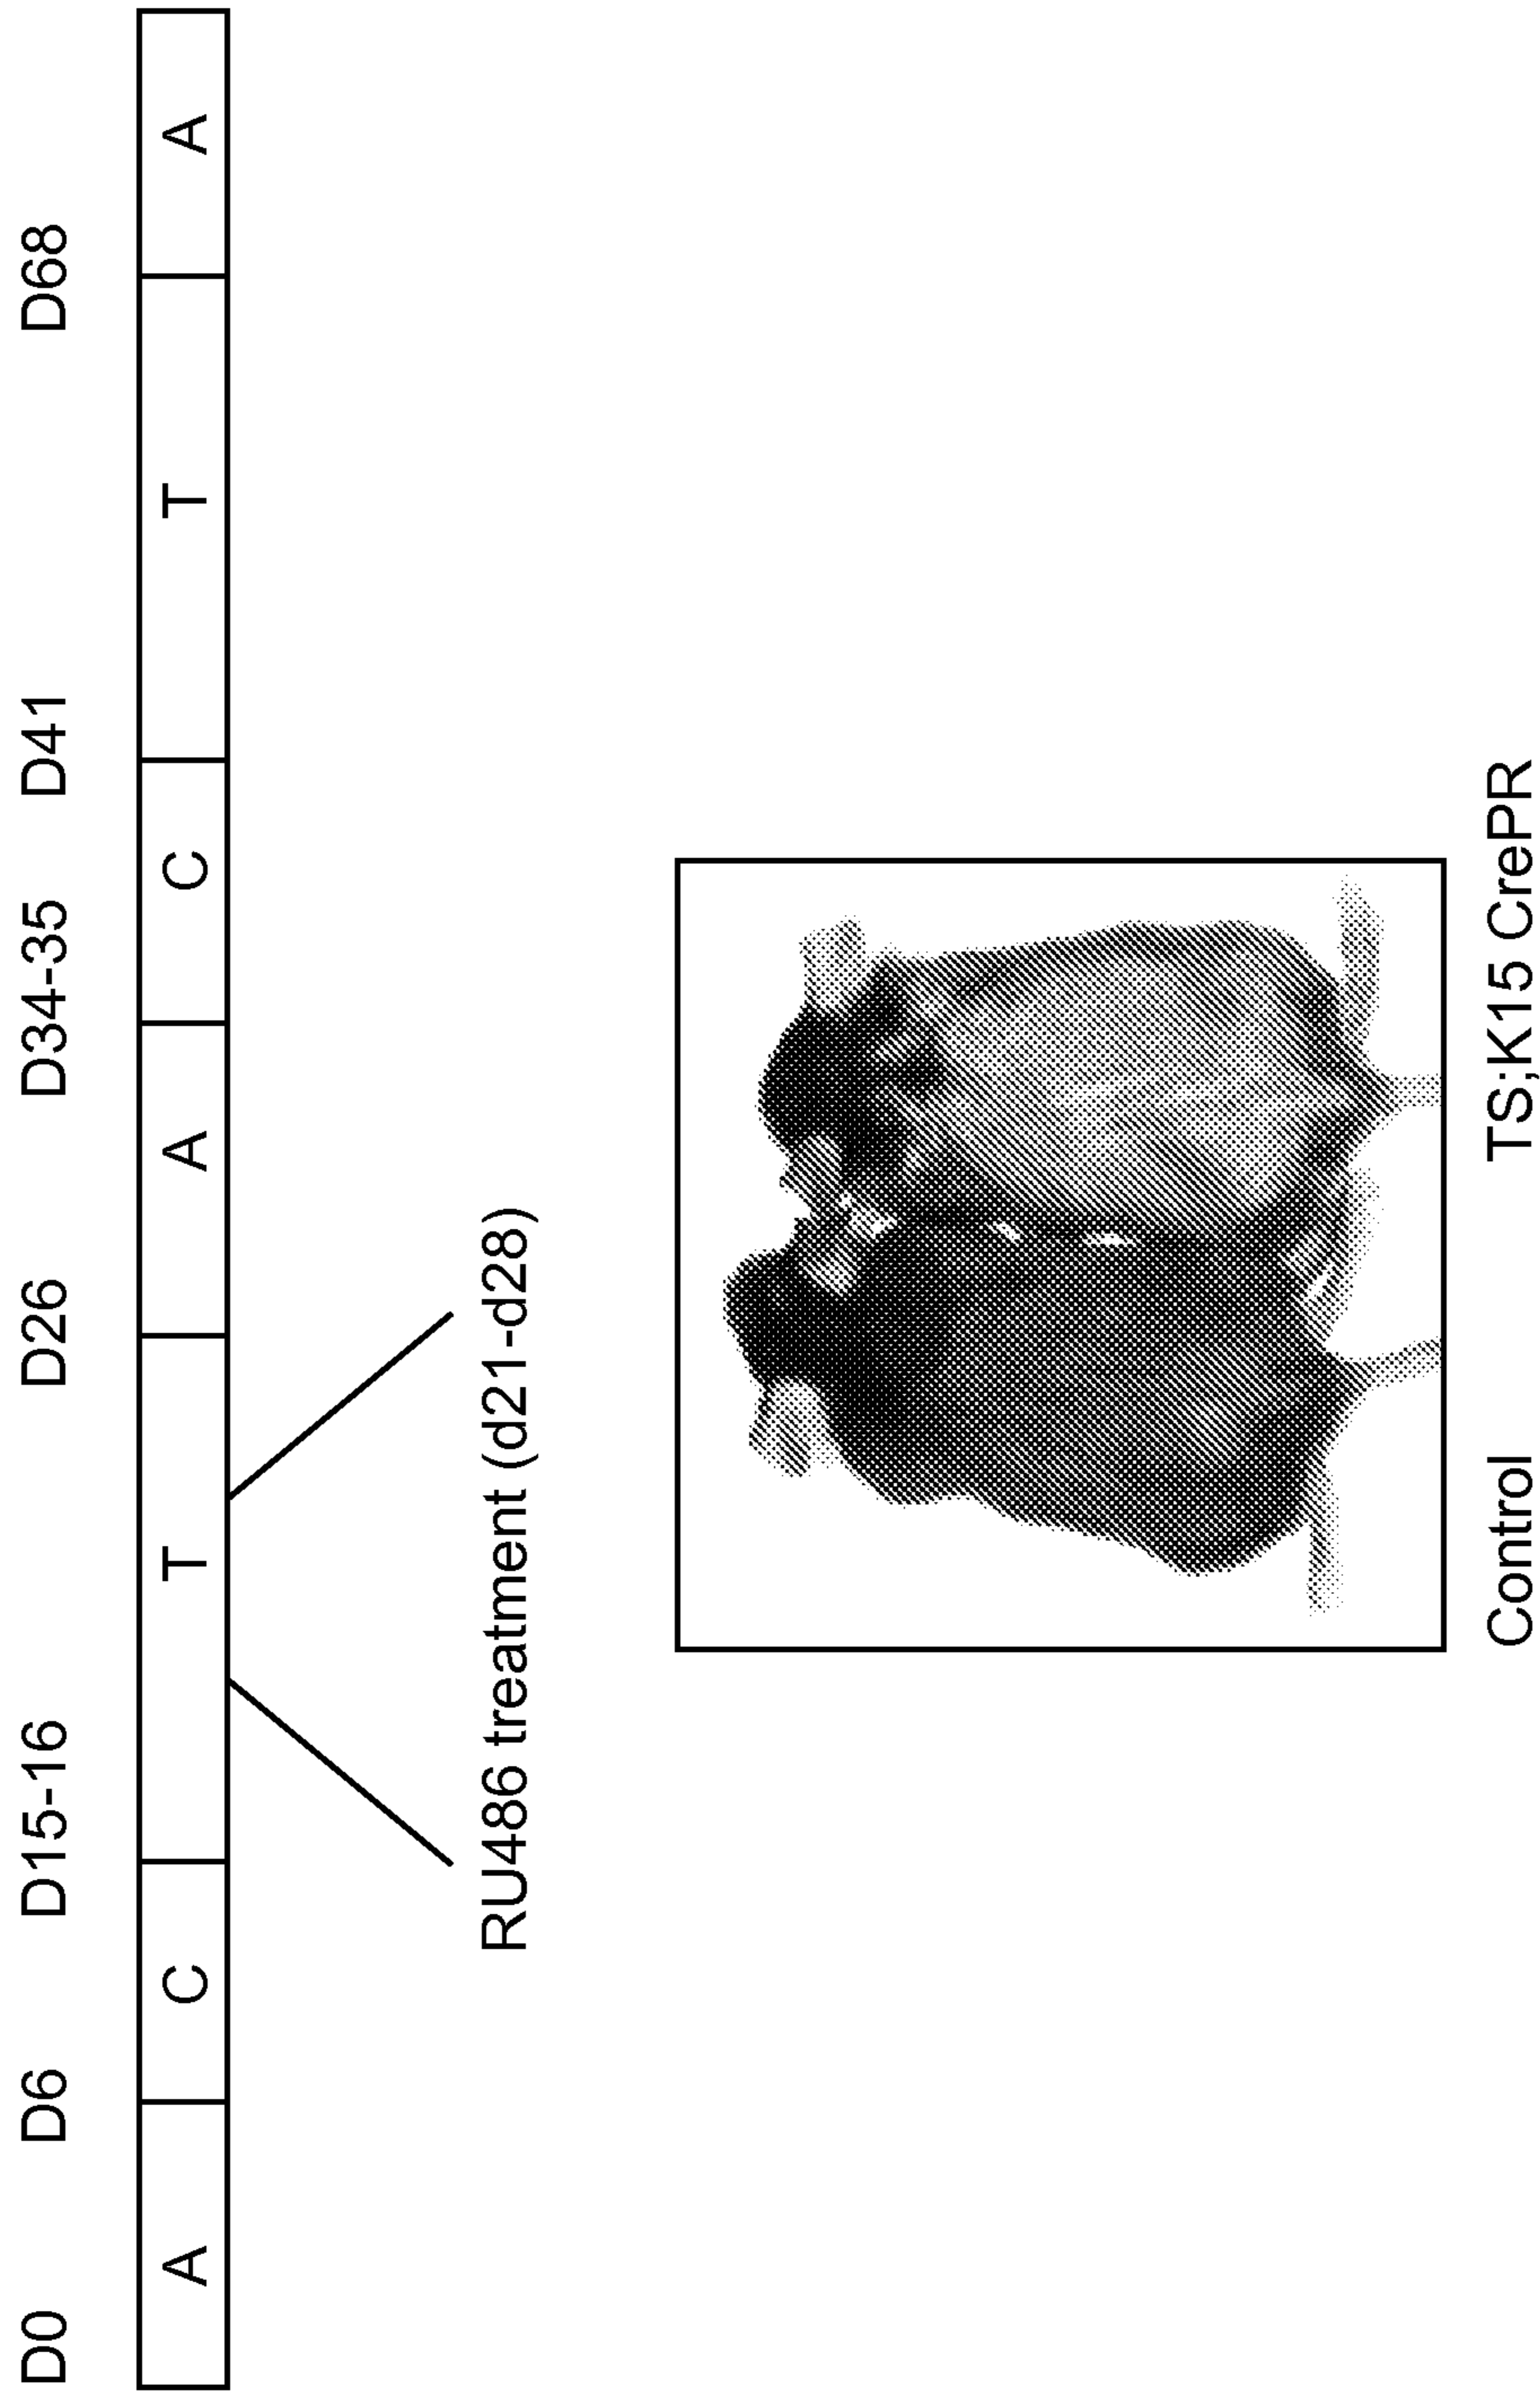 D0 D6 D15-16 D26 D34-35 D41 D68
A C T A C T A
RU486 treatment (d21-d28)
Control TS;K15 CrePR